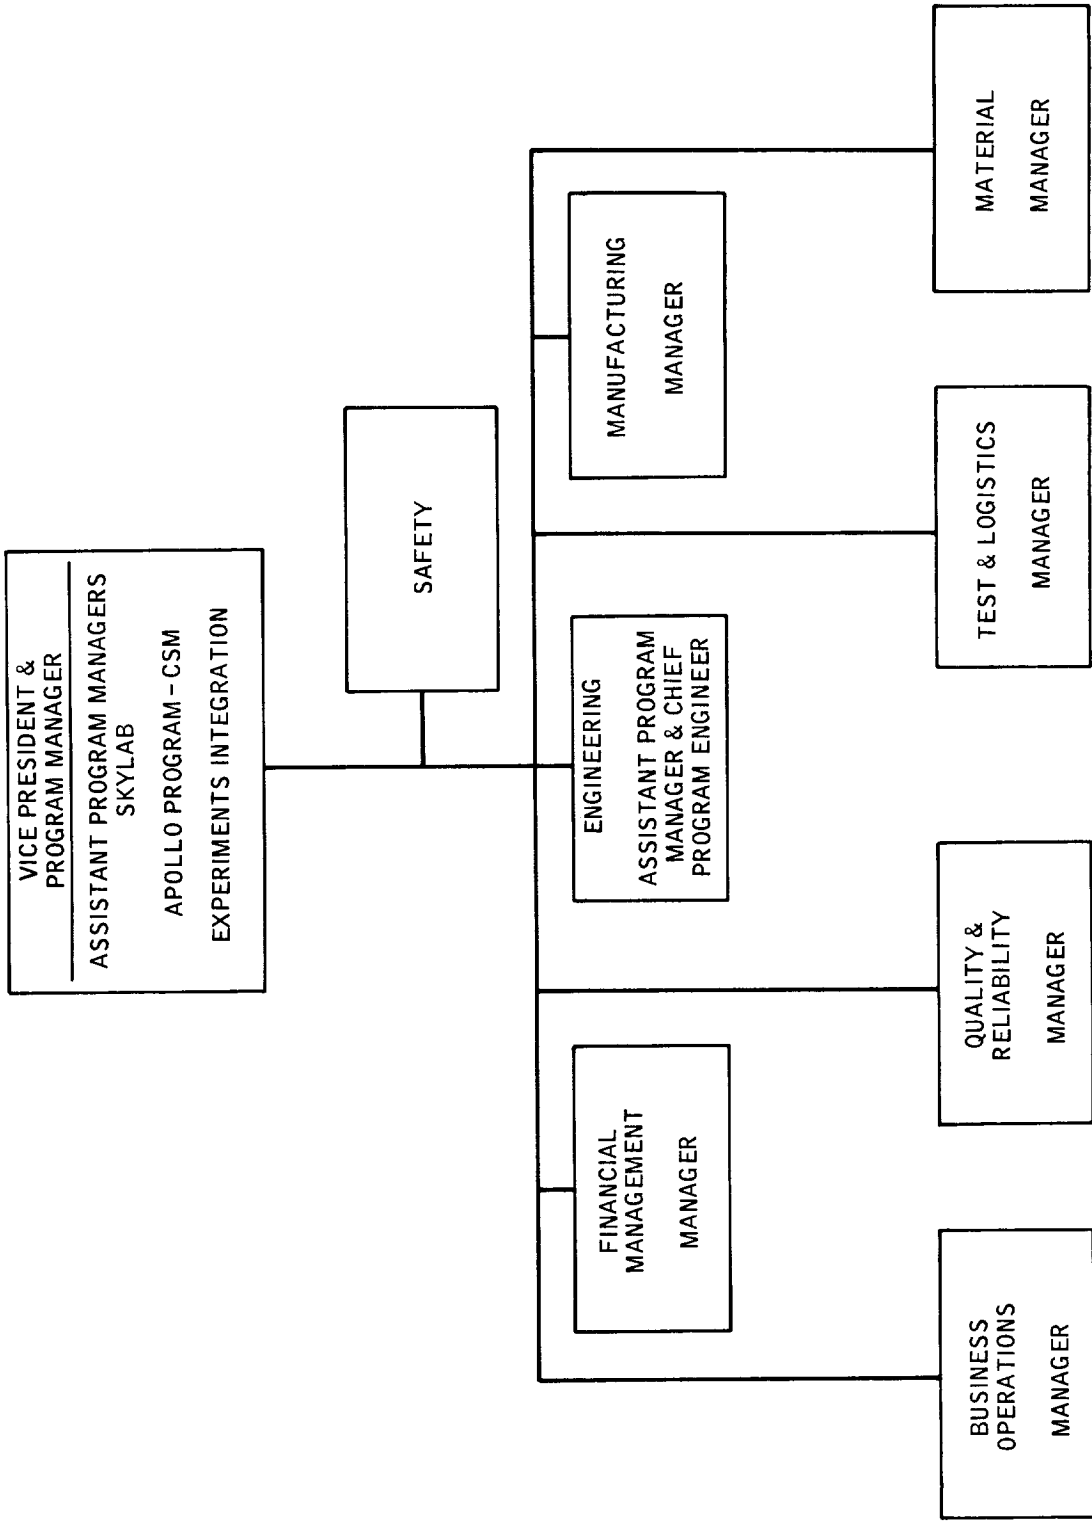 VICE PRESIDENT &
PROGRAM MANAGER
ASSISTANT PROGRAM MANAGERS
SKYLAB
APOLLO PROGRAM - CSM
EXPERIMENTS INTEGRATION
SAFETY
FINANCIAL
MANAGEMENT
MANAGER
ENGINEERING
ASSISTANT PROGRAM
MANAGER & CHIEF
PROGRAM ENGINEER
MANUFACTURING
MANAGER
BUSINESS
OPERATIONS
MANAGER
QUALITY &
RELIABILITY
MANAGER
TEST & LOGISTICS
MANAGER
MATERIAL
MANAGER